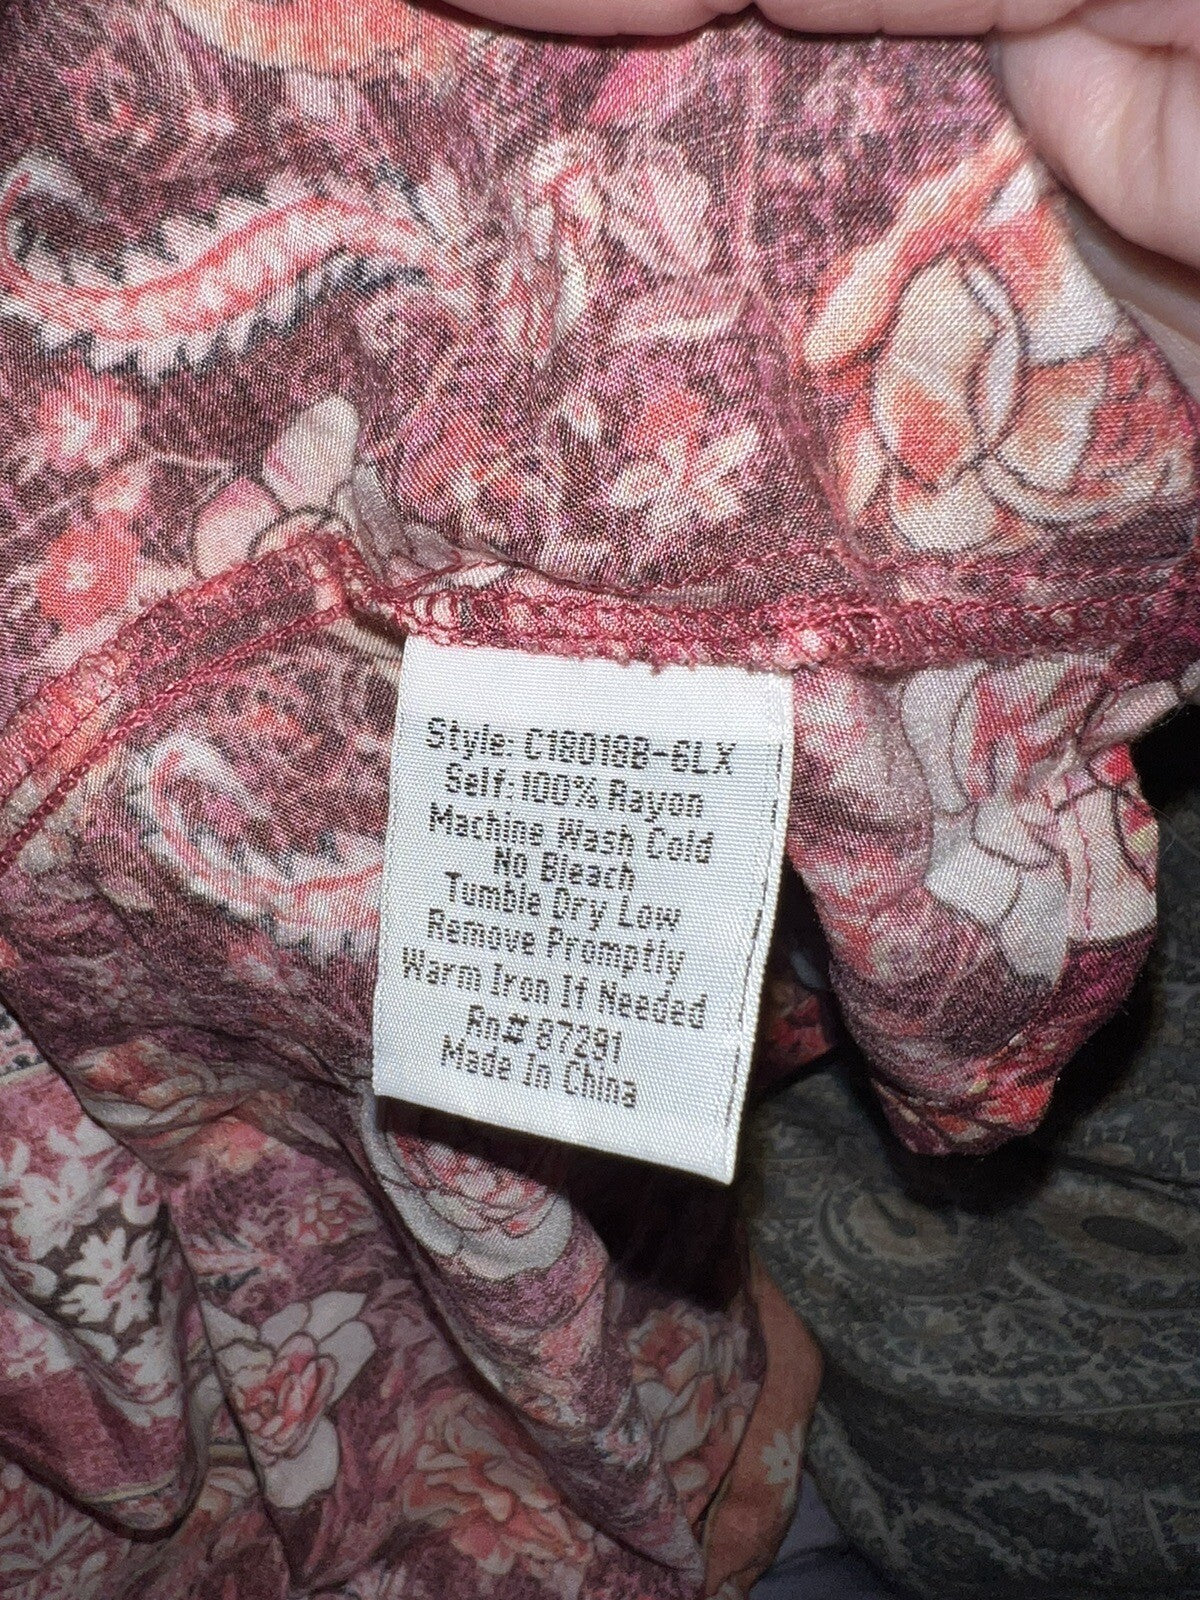 Style: C18018B-6LX
Self:100% Rayon
Machine Wash Cold
No Bleach
Tumble Dry Low
Remove Promptly
Warm Iron If Needed
Rn# 87291
Made In China